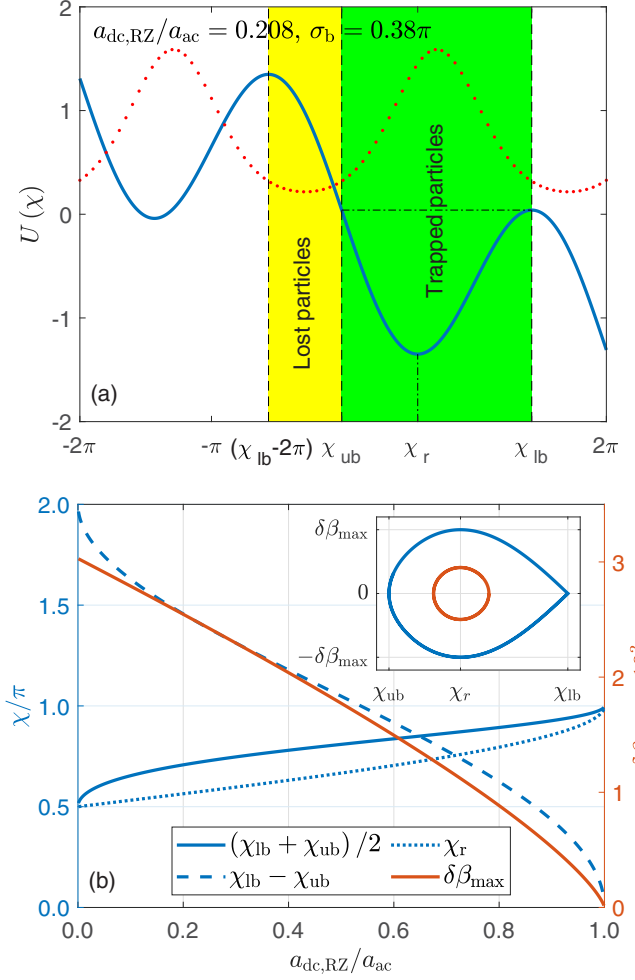 2
a_dc,RZ/a_ac = 0.208, σ_b = 0.38π
1
U (χ)
0
-1
-2
Lost particles
Trapped particles
(a)
-2π
-π
(χ_lb-2π)
χ_ub
χ_r
χ_lb
2π
2.0
1.5
1.0
0.5
0.0
χ/π
3
2
1
0
δβ_max
0
−δβ_max
χ_ub
χ_r
χ_lb
(χ_lb + χ_ub) /2
χ_r
χ_lb − χ_ub
δβ_max
(b)
0.0
0.2
0.4
0.6
0.8
1.0
a_dc,RZ/a_ac